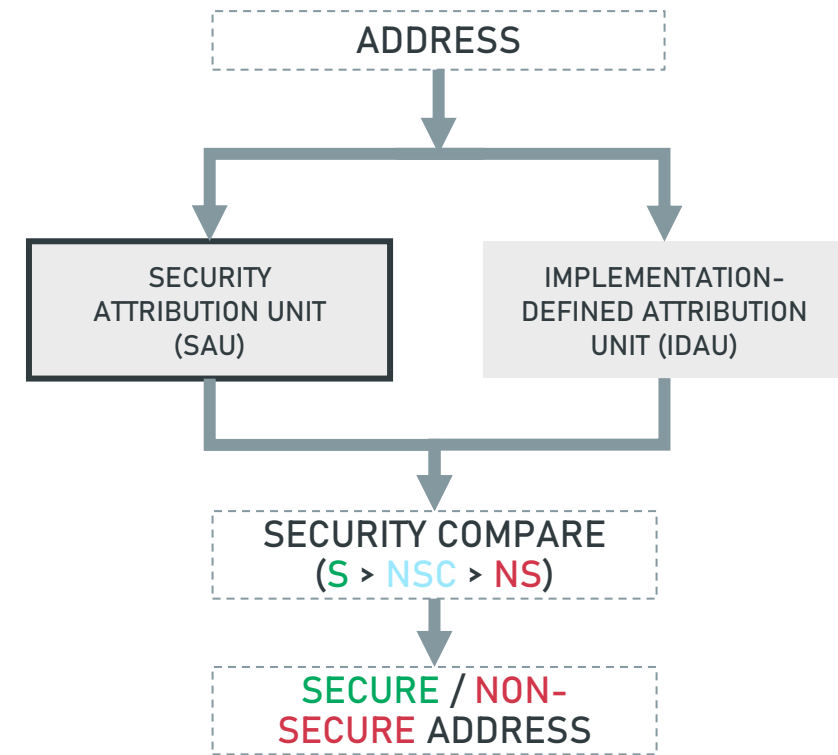 ADDRESS
SECURITY
ATTRIBUTION UNIT
(SAU)
IMPLEMENTATION-
DEFINED ATTRIBUTION
UNIT (IDAU)
SECURITY COMPARE
(S > NSC > NS)
SECURE / NON-
SECURE ADDRESS